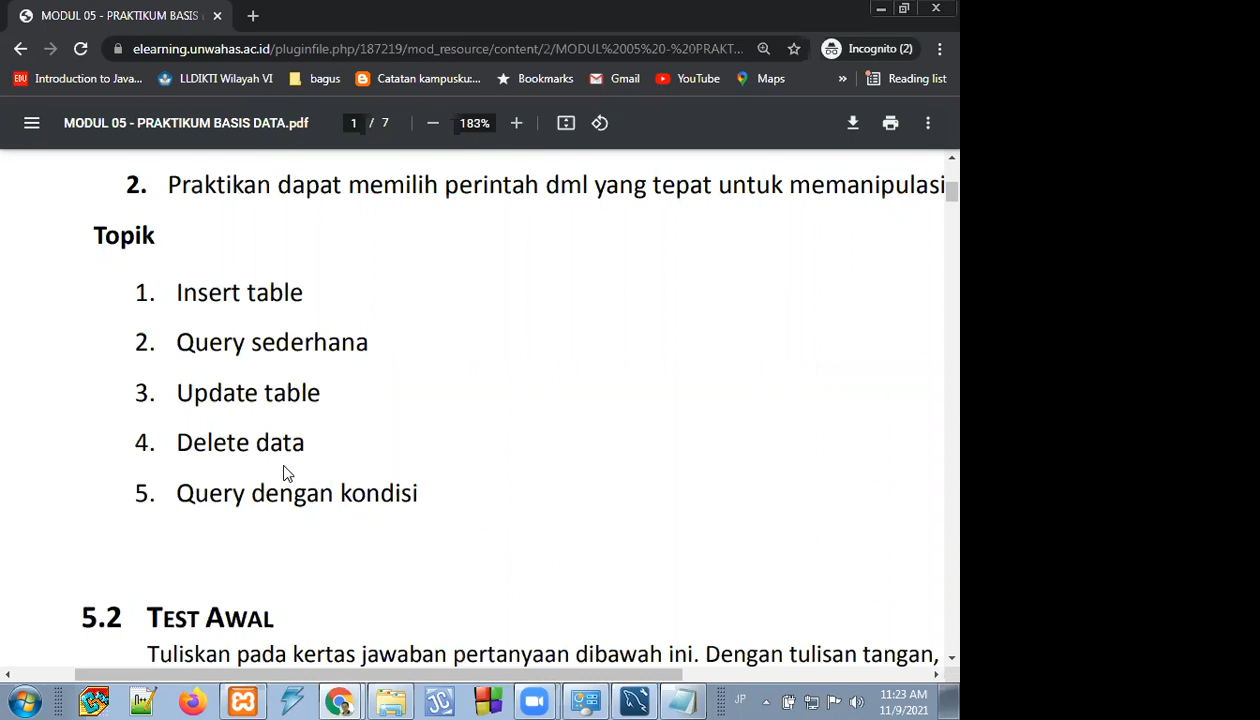 MODUL 05 - PRAKTIKUM BASIS
elearning.unwahas.ac.id/pluginfile.php/187219/mod_resource/content/2/MODUL%2005%20-%20PRAKT...
Incognito (2)
EDU Introduction to Java...
LLDIKTI Wilayah VI
bagus
Catatan kampusku:...
Bookmarks
Gmail
YouTube
Maps
»
Reading list
MODUL 05 - PRAKTIKUM BASIS DATA.pdf
1 / 7
183%
2. Praktikan dapat memilih perintah dml yang tepat untuk memanipulasi
Topik
1. Insert table
2. Query sederhana
3. Update table
4. Delete data
5. Query dengan kondisi
5.2 TEST AWAL
Tuliskan pada kertas jawaban pertanyaan dibawah ini. Dengan tulisan tangan,
JP
11:23 AM
11/9/2021